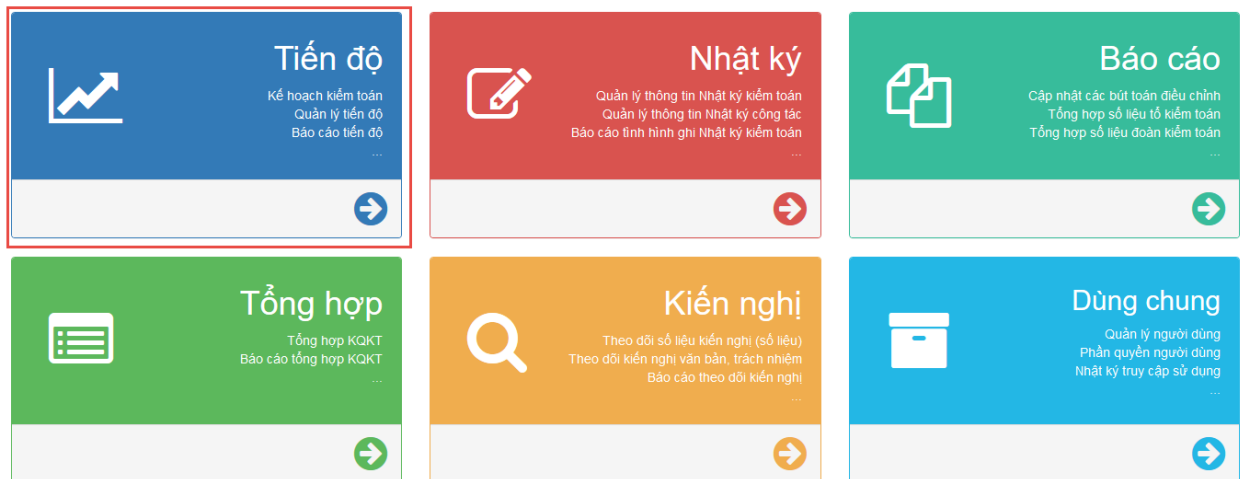 Tiến độ
Kế hoạch kiểm toán
Quản lý tiến độ
Báo cáo tiến độ
...
Nhật ký
Quản lý thông tin Nhật ký kiểm toán
Quản lý thông tin Nhật ký công tác
Báo cáo tình hình ghi Nhật ký kiểm toán
...
Báo cáo
Cập nhật các bút toán điều chỉnh
Tổng hợp số liệu tổ kiểm toán
Tổng hợp số liệu đoàn kiểm toán
...
Tổng hợp
Tổng hợp KQKT
Báo cáo tổng hợp KQKT
...
Kiến nghị
Theo dõi số liệu kiến nghị (số liệu)
Theo dõi kiến nghị văn bản, trách nhiệm
Báo cáo theo dõi kiến nghị
...
Dùng chung
Quản lý người dùng
Phân quyền người dùng
Nhật ký truy cập sử dụng
...